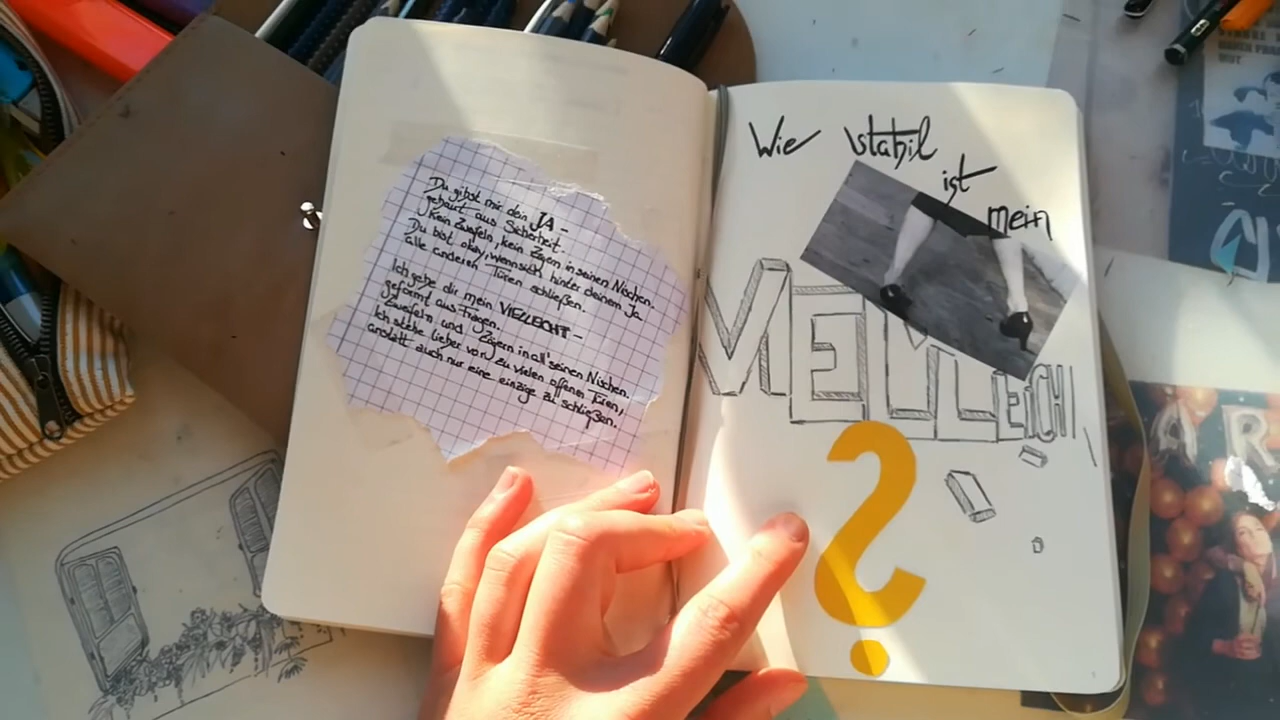 Du gibst mir dein JA -
gebaut aus Sicherheit.
Kein Zweifeln, kein Zögern in seinen Nischen.
Du bist okay, wenn sich hinter deinem Ja
alle anderen Türen schließen.
Ich gebe dir mein VIELLEICHT -
geformt aus Fragen.
Zweifeln und Zögern in all' seinen Nischen.
Ich stehe lieber vor zu vielen offenen Türen,
anstatt auch nur eine einzige zu schließen.
Wie stabil
ist
mein
VIELLEICHT
?
AR